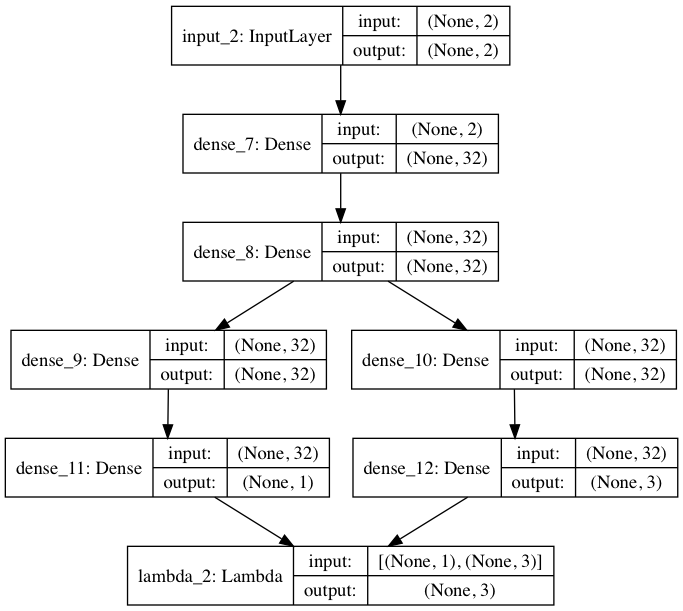 input_2: InputLayer
input: (None, 2)
output: (None, 2)
dense_7: Dense
input: (None, 2)
output: (None, 32)
dense_8: Dense
input: (None, 32)
output: (None, 32)
dense_9: Dense
input: (None, 32)
output: (None, 32)
dense_10: Dense
input: (None, 32)
output: (None, 32)
dense_11: Dense
input: (None, 32)
output: (None, 1)
dense_12: Dense
input: (None, 32)
output: (None, 3)
lambda_2: Lambda
input: [(None, 1), (None, 3)]
output: (None, 3)